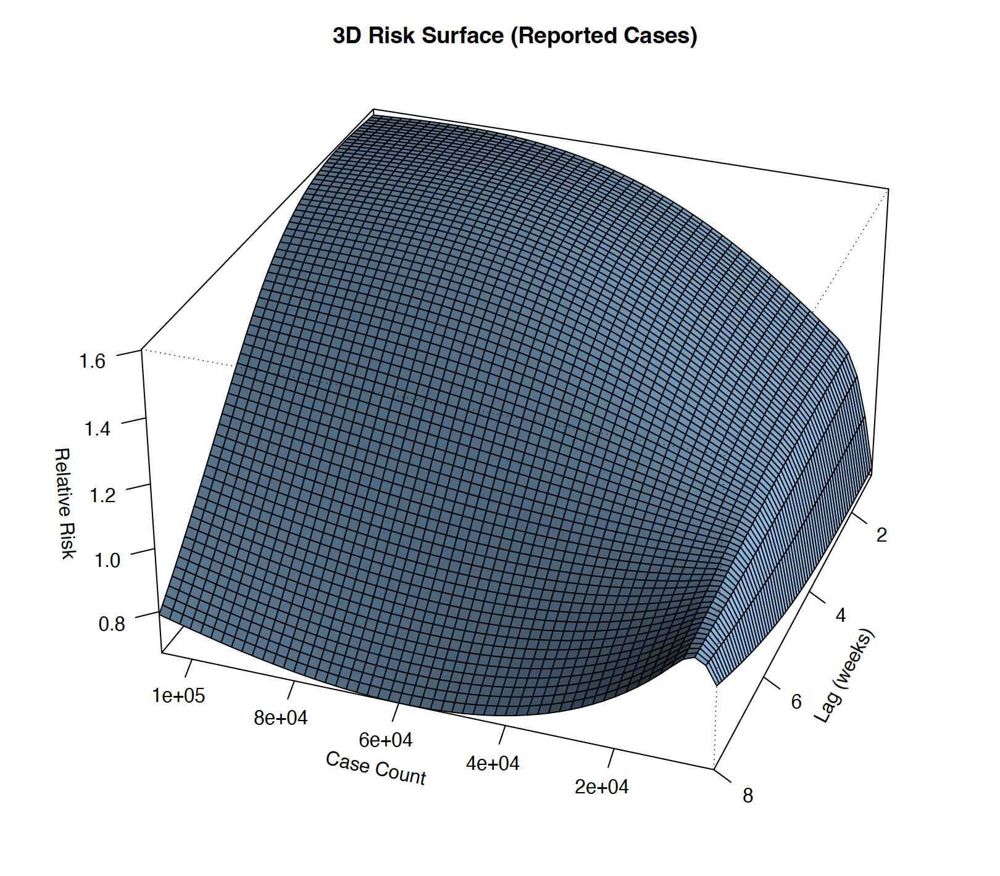 3D Risk Surface (Reported Cases)
1.6
1.4
1.2
1.0
0.8
Relative Risk
1e+05
8e+04
6e+04
4e+04
2e+04
Case Count
2
4
6
8
Lag (weeks)